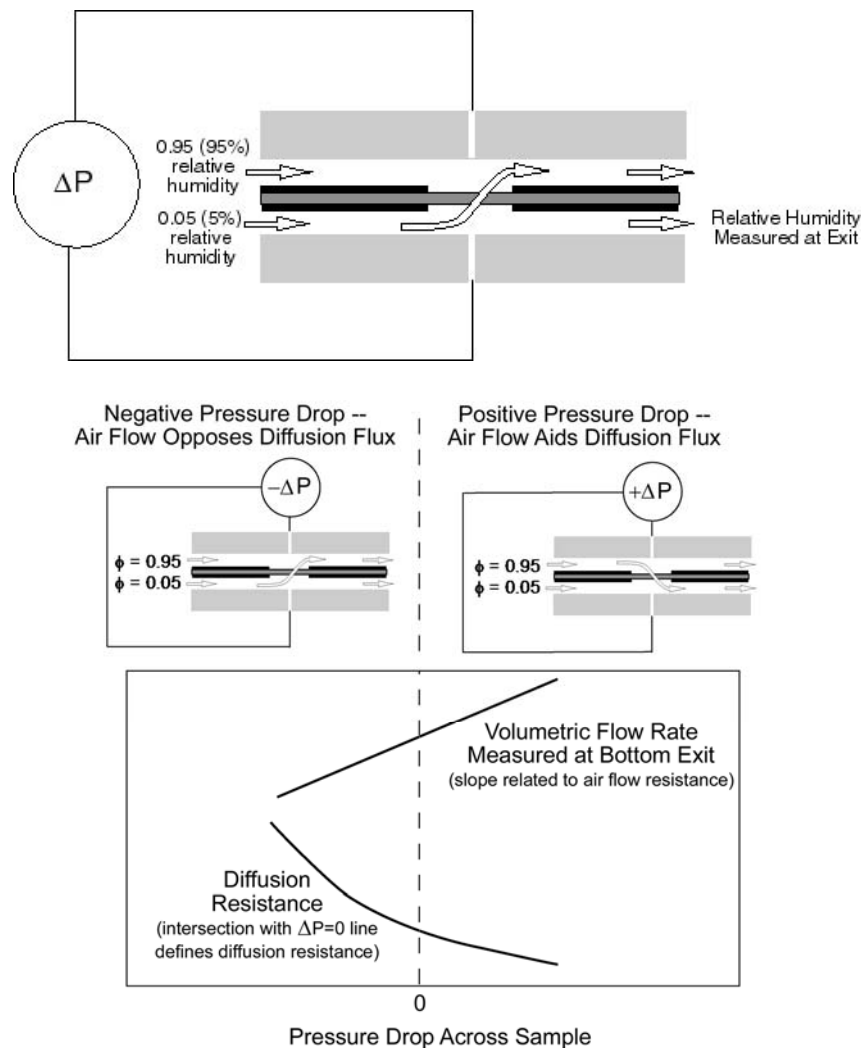 ΔP
0.95 (95%)
relative
humidity
0.05 (5%)
relative
humidity
Relative Humidity
Measured at Exit
Negative Pressure Drop --
Air Flow Opposes Diffusion Flux
Positive Pressure Drop --
Air Flow Aids Diffusion Flux
−ΔP
ϕ = 0.95
ϕ = 0.05
+ΔP
ϕ = 0.95
ϕ = 0.05
Volumetric Flow Rate
Measured at Bottom Exit
(slope related to air flow resistance)
Diffusion
Resistance
(intersection with ΔP=0 line
defines diffusion resistance)
0
Pressure Drop Across Sample